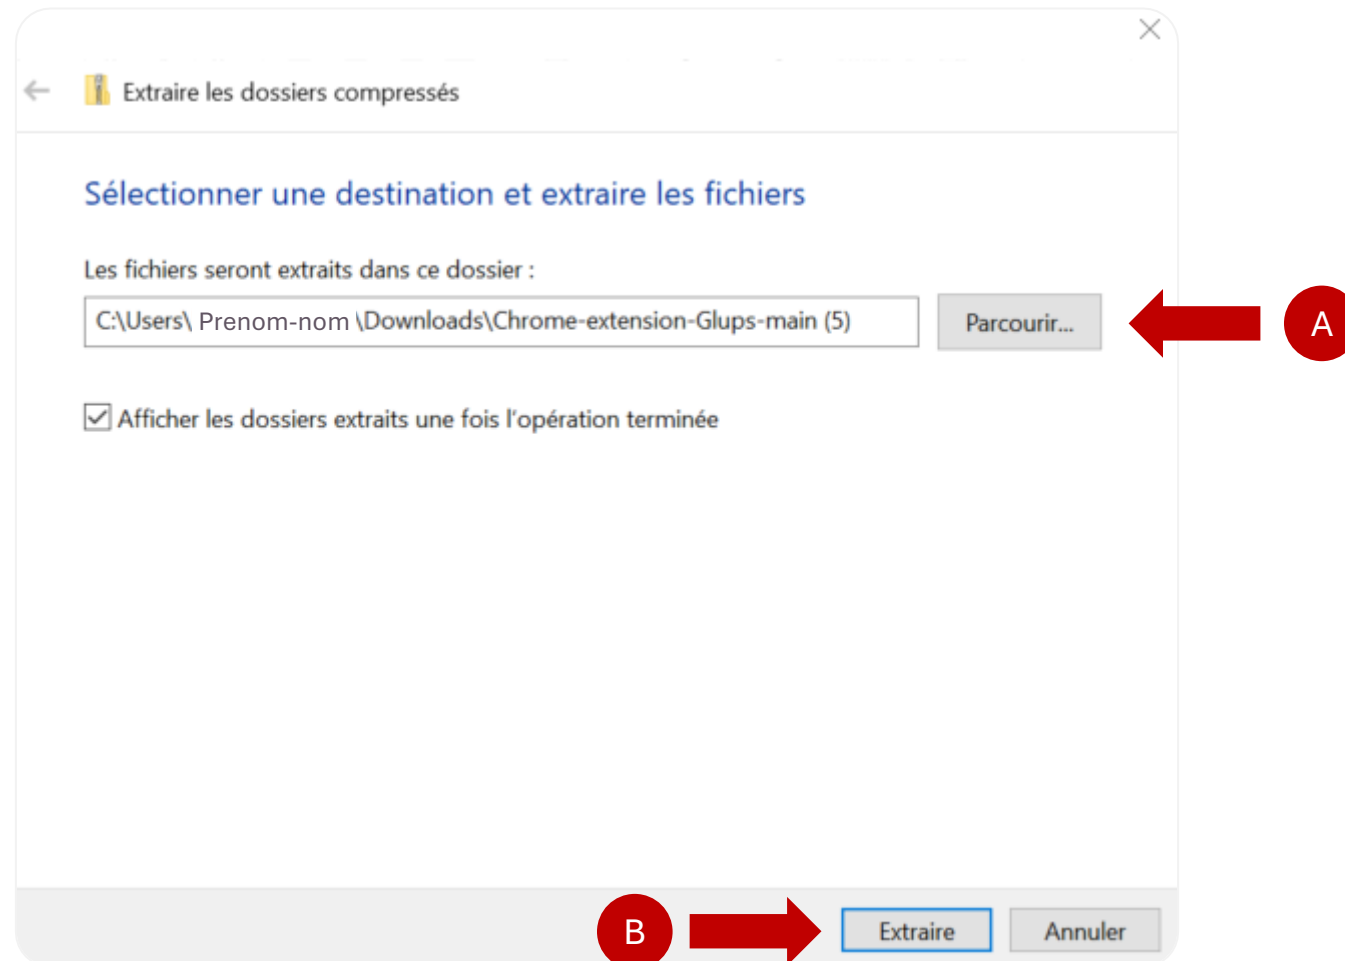 Extraire les dossiers compressés
Sélectionner une destination et extraire les fichiers
Les fichiers seront extraits dans ce dossier :
C:\Users\ Prenom-nom \Downloads\Chrome-extension-Glups-main (5)
Parcourir...
A
Afficher les dossiers extraits une fois l'opération terminée
B
Extraire
Annuler